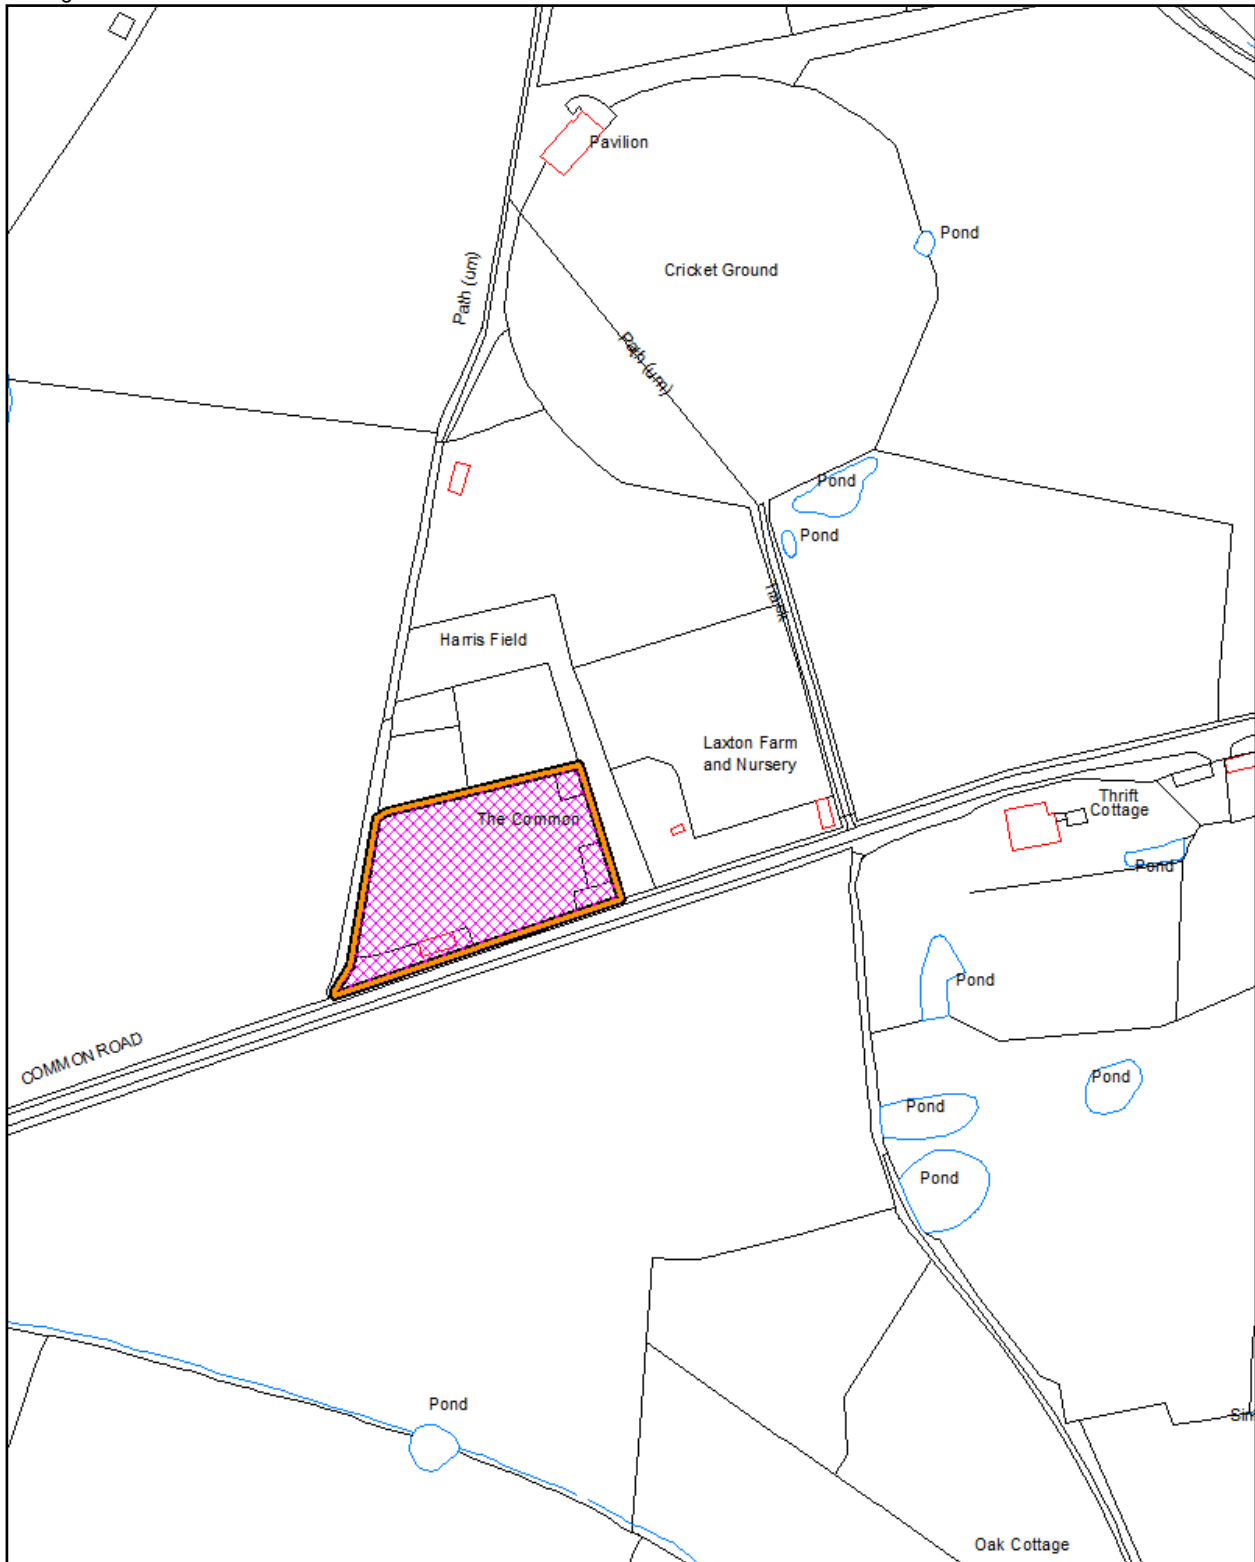 Pavilion
Pond
Cricket Ground
Path (um)
Path (um)
Pond
Pond
Track
Harris Field
Laxton Farm
and Nursery
Thrift
Cottage
The Common
Pond
Pond
COMMON ROAD
Pond
Pond
Pond
Pond
Oak Cottage